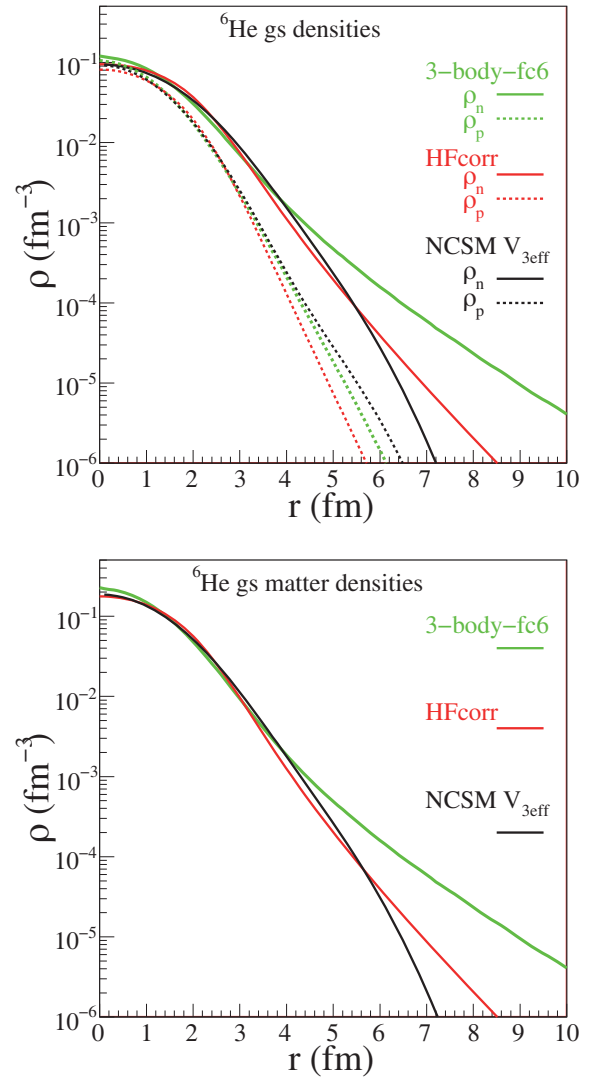 ⁶He gs densities
3-body-fc6
ρn
ρp
HFcorr
ρn
ρp
NCSM V3eff
ρn
ρp
ρ (fm⁻³)
10⁻¹
10⁻²
10⁻³
10⁻⁴
10⁻⁵
10⁻⁶
0 1 2 3 4 5 6 7 8 9 10
r (fm)
⁶He gs matter densities
3-body-fc6
HFcorr
NCSM V3eff
ρ (fm⁻³)
10⁻¹
10⁻²
10⁻³
10⁻⁴
10⁻⁵
10⁻⁶
0 1 2 3 4 5 6 7 8 9 10
r (fm)